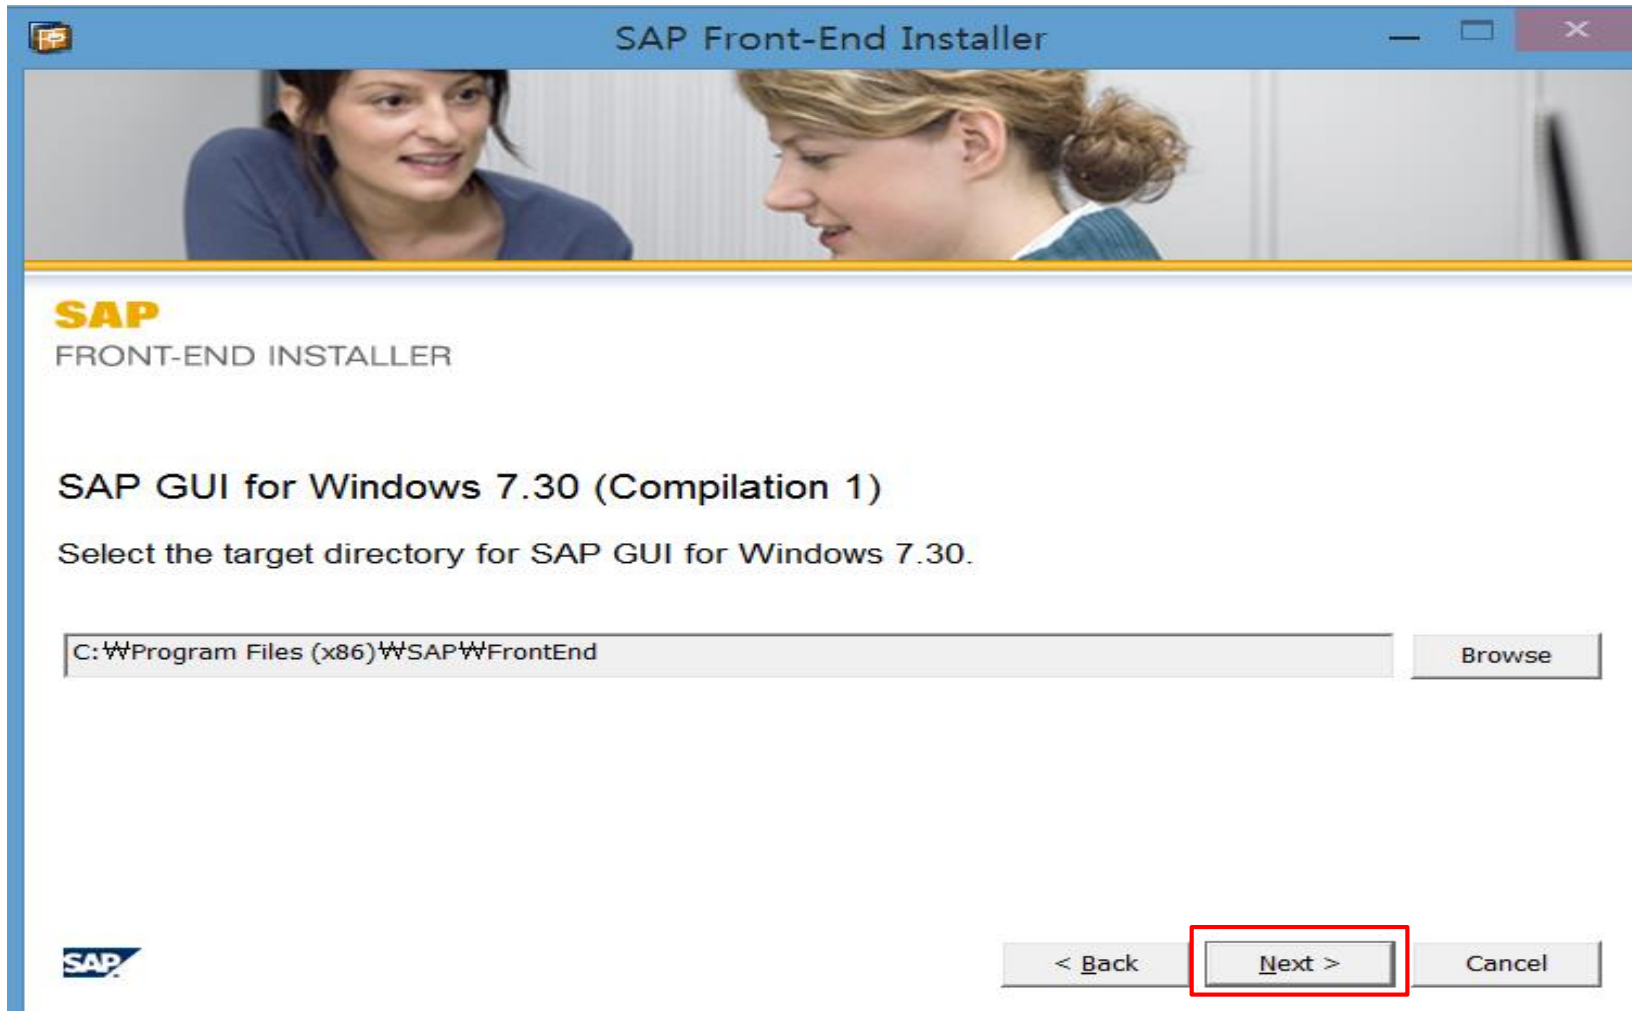 SAP Front-End Installer
SAP
FRONT-END INSTALLER
SAP GUI for Windows 7.30 (Compilation 1)
Select the target directory for SAP GUI for Windows 7.30.
C:₩Program Files (x86)₩SAP₩FrontEnd
Browse
SAP
< Back
Next >
Cancel